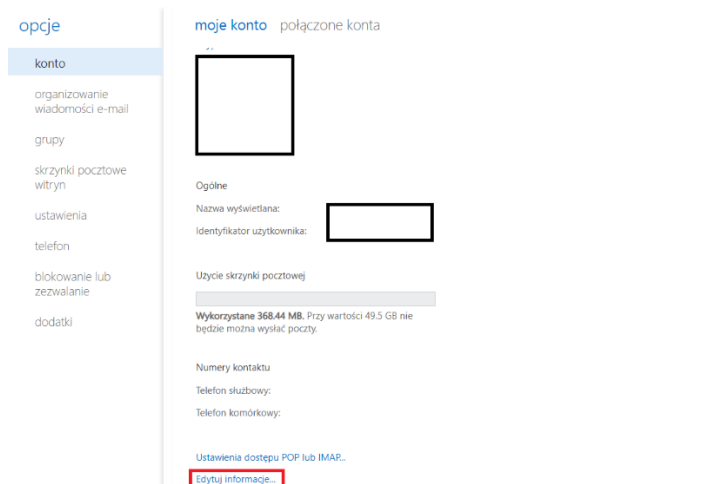 opcje
konto
organizowanie
wiadomości e-mail
grupy
skrzynki pocztowe
witryn
ustawienia
telefon
blokowanie lub
zezwalanie
dodatki
moje konto połączone konta
Ogólne
Nazwa wyświetlana:
Identyfikator użytkownika:
Użycie skrzynki pocztowej
Wykorzystane 368.44 MB. Przy wartości 49.5 GB nie
będzie można wysłać poczty.
Numery kontaktu
Telefon służbowy:
Telefon komórkowy:
Ustawienia dostępu POP lub IMAP...
Edytuj informacje...